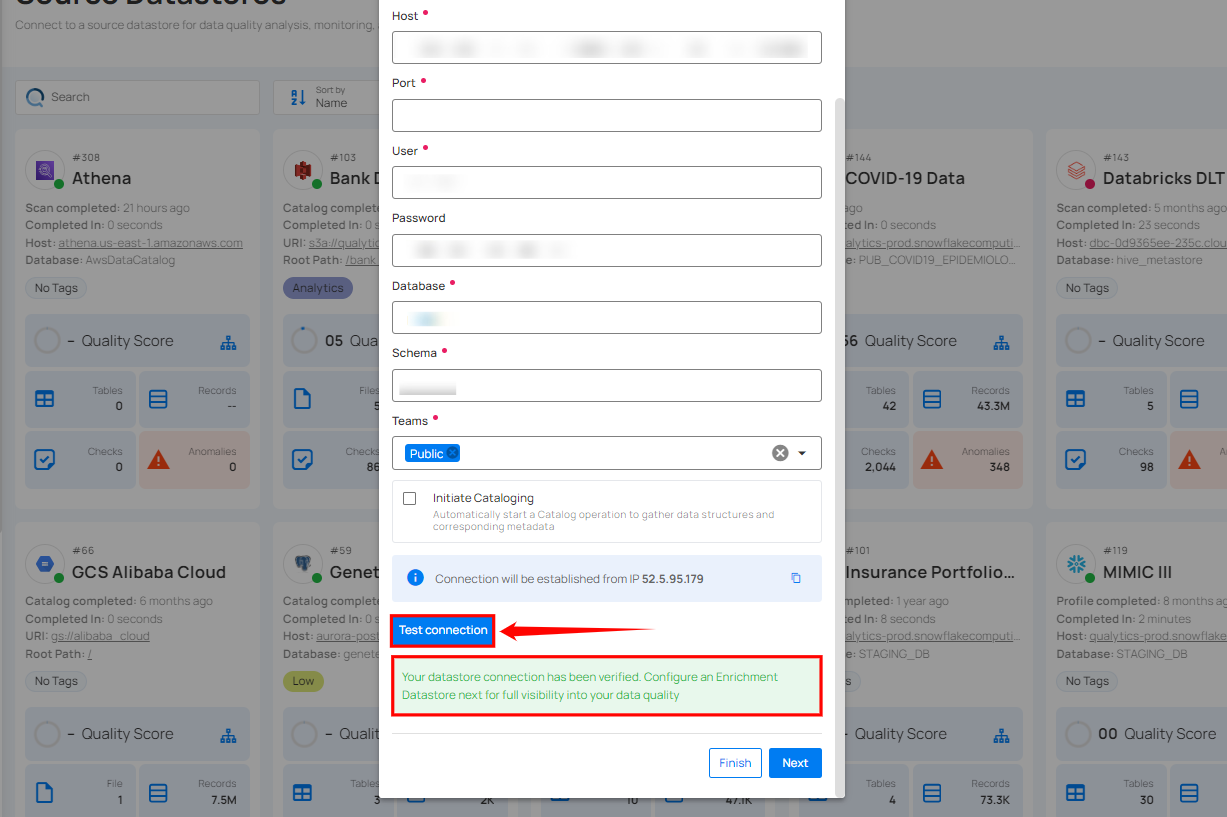 Source Datastores
Connect to a source datastore for data quality analysis, monitoring,
Search
Sort by
Name
#308
Athena
Scan completed: 21 hours ago
Completed In: 0 seconds
Host: athena.us-east-1.amazonaws.com
Database: AwsDataCatalog
No Tags
– Quality Score
Tables
0
Records
--
Checks
0
Anomalies
0
#103
Bank D
Catalog completed:
Completed In: 0 s
URI: s3a://qualytic
Root Path: /bank_
Analytics
05 Qua
Files
5
Checks
86
Host
Port
User
Password
Database
Schema
Teams
Public
Initiate Cataloging
Automatically start a Catalog operation to gather data structures and
corresponding metadata
Connection will be established from IP 52.5.95.179
Test connection
Your datastore connection has been verified. Configure an Enrichment
Datastore next for full visibility into your data quality
Finish
Next
#144
COVID-19 Data
ago
ed In: 0 seconds
alytics-prod.snowflakecomputi...
e: PUB_COVID19_EPIDEMIOLO...
56 Quality Score
Tables
42
Records
43.3M
Checks
2,044
Anomalies
348
#143
Databricks DLT
Scan completed: 5 months ago
Completed In: 23 seconds
Host: dbc-0d9365ee-235c.clou
Database: hive_metastore
No Tags
– Quality Score
Tables
5
Checks
98
A
#66
GCS Alibaba Cloud
Catalog completed: 6 months ago
Completed In: 0 seconds
URI: gs://alibaba_cloud
Root Path: /
No Tags
– Quality Score
File
1
Records
7.5M
#59
Genet
Catalog completed:
Completed In: 0 s
Host: aurora-post
Database: genete
Low
– Quali
Tables
3
2K
10
47.1K
#101
Insurance Portfolio...
mpleted: 1 year ago
ed In: 8 seconds
alytics-prod.snowflakecomputi...
e: STAGING_DB
s
– Quality Score
Tables
4
Records
73.3K
#119
MIMIC III
Profile completed: 8 months ag
Completed In: 2 minutes
Host: qualytics-prod.snowflake
Database: STAGING_DB
No Tags
00 Quality Score
Tables
30